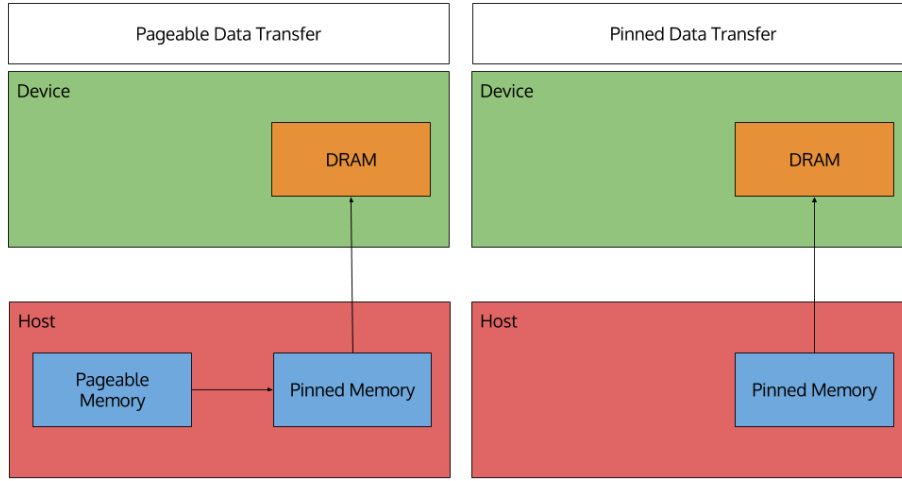 Pageable Data Transfer
Device
DRAM
Host
Pageable
Memory
Pinned Memory
Pinned Data Transfer
Device
DRAM
Host
Pinned Memory